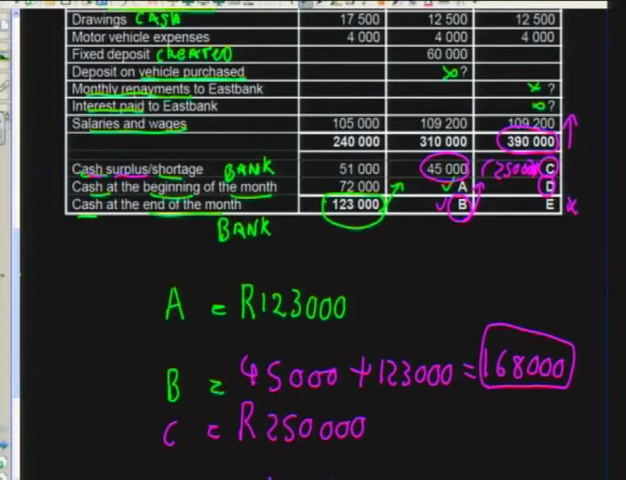 Drawings CASH 17 500 12 500 12 500
Motor vehicle expenses 4 000 4 000 4 000
Fixed deposit CREATED 60 000
Deposit on vehicle purchased ?
Monthly repayments to Eastbank ?
Interest paid to Eastbank ?
Salaries and wages 105 000 109 200 109 200
240 000 310 000 390 000
Cash surplus/shortage BANK 51 000 45 000 C
Cash at the beginning of the month 72 000 A D
Cash at the end of the month 123 000 B E
BANK
A = R123000
B = 45000 + 123000 = 168000
C = R250000